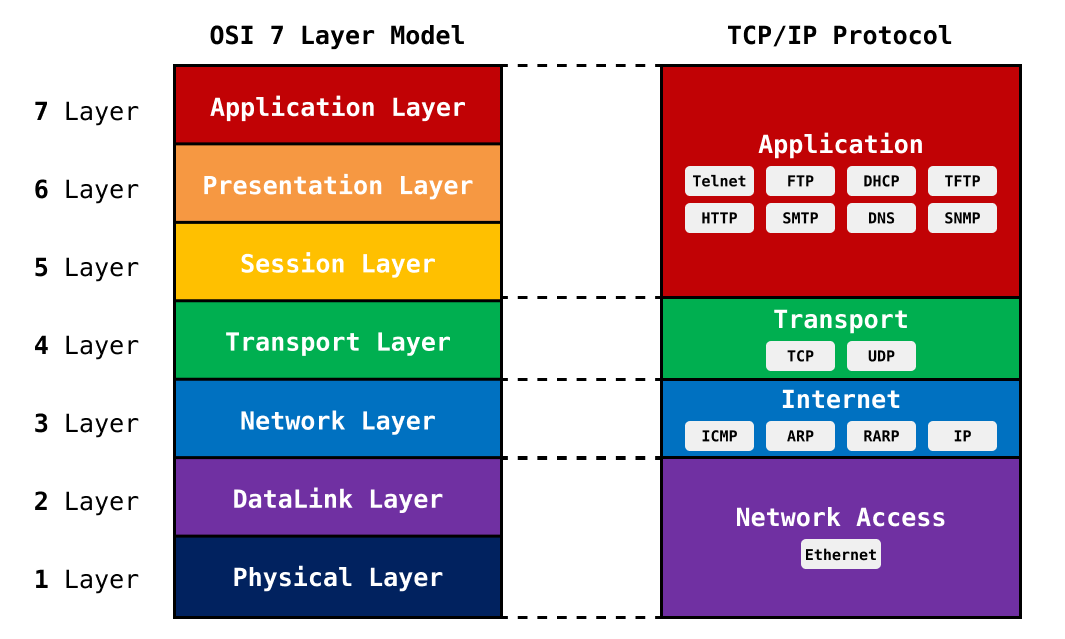 OSI 7 Layer Model
TCP/IP Protocol
7 Layer
Application Layer
6 Layer
Presentation Layer
5 Layer
Session Layer
4 Layer
Transport Layer
3 Layer
Network Layer
2 Layer
DataLink Layer
1 Layer
Physical Layer
Application
Telnet FTP DHCP TFTP
HTTP SMTP DNS SNMP
Transport
TCP UDP
Internet
ICMP ARP RARP IP
Network Access
Ethernet